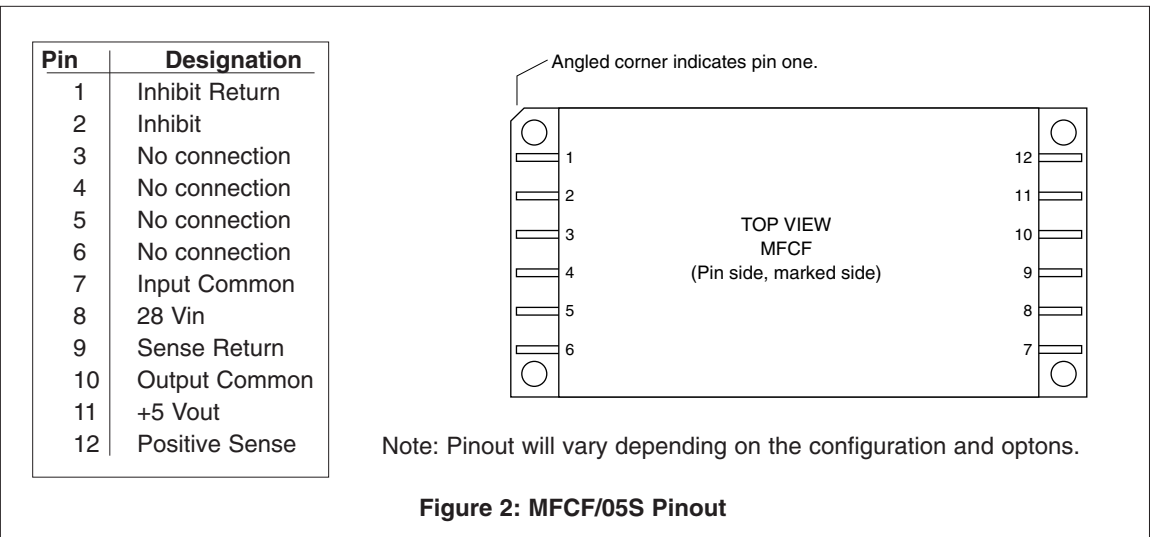 Pin Designation
1 Inhibit Return
2 Inhibit
3 No connection
4 No connection
5 No connection
6 No connection
7 Input Common
8 28 Vin
9 Sense Return
10 Output Common
11 +5 Vout
12 Positive Sense
Angled corner indicates pin one.
1 12
2 11
3 10
4 9
5 8
6 7
TOP VIEW
MFCF
(Pin side, marked side)
Note: Pinout will vary depending on the configuration and optons.
Figure 2: MFCF/05S Pinout